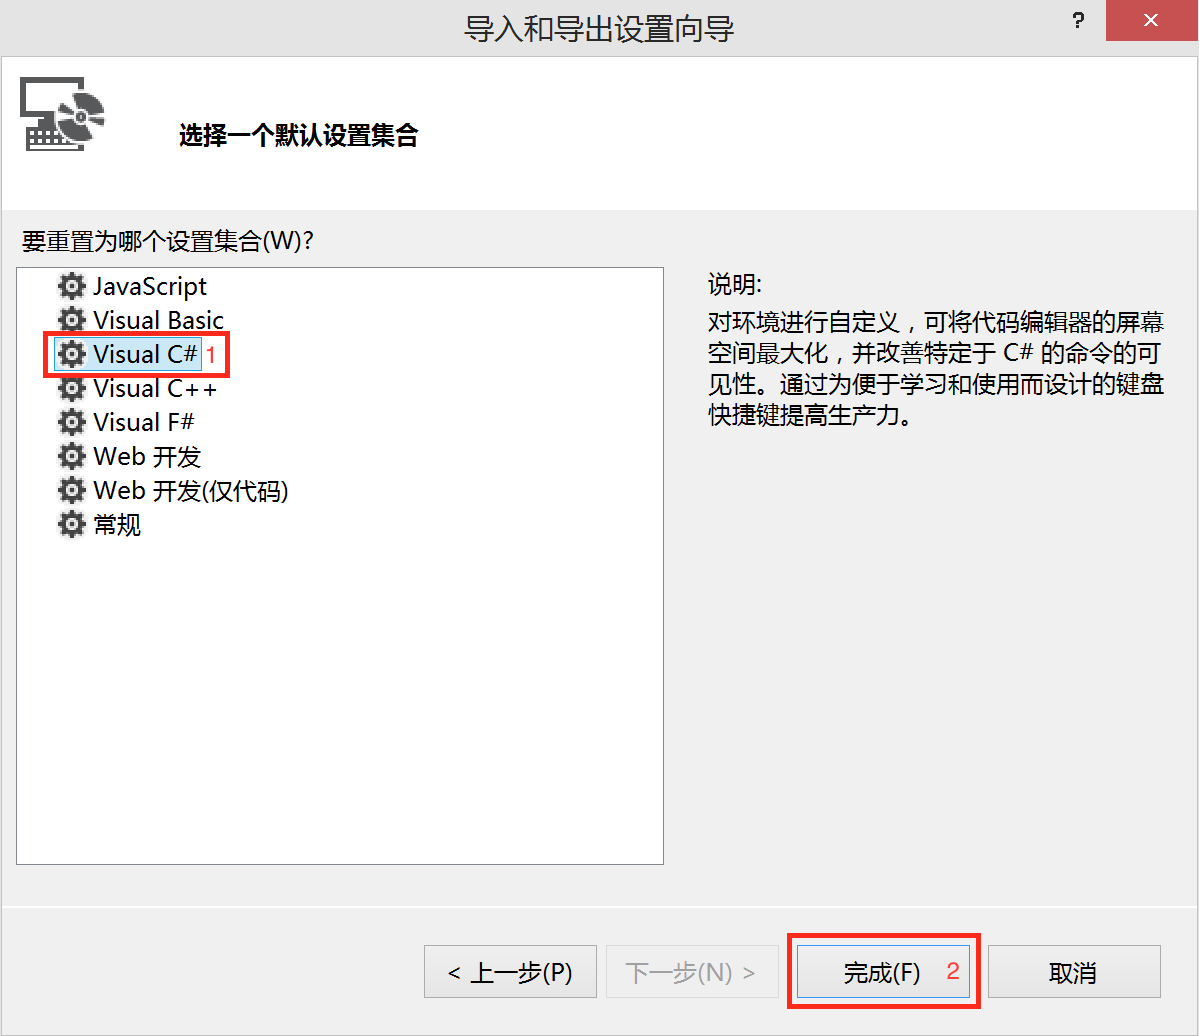 导入和导出设置向导
?
选择一个默认设置集合
要重置为哪个设置集合(W)?
JavaScript
Visual Basic
Visual C# 1
Visual C++
Visual F#
Web 开发
Web 开发(仅代码)
常规
说明:
对环境进行自定义，可将代码编辑器的屏幕
空间最大化，并改善特定于 C# 的命令的可
见性。通过为便于学习和使用而设计的键盘
快捷键提高生产力。
< 上一步(P)
下一步(N) >
完成(F) 2
取消